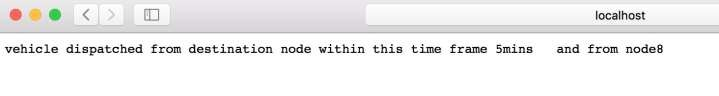 localhost
vehicle dispatched from destination node within this time frame 5mins   and from node8